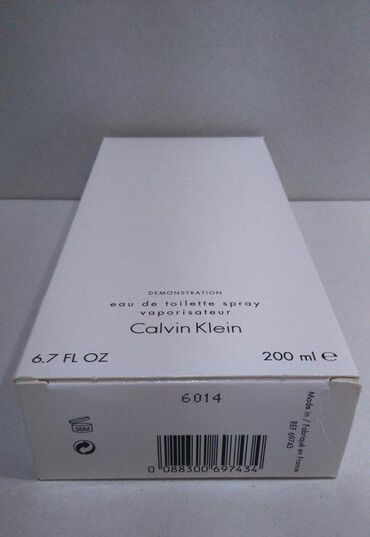 DEMONSTRATION
eau de toilette spray
vaporisateur
Calvin Klein
6.7 FL OZ
200 ml ℮
6014
36M
0 088300 697434
Made in / Fabriqué en France
REF 69743